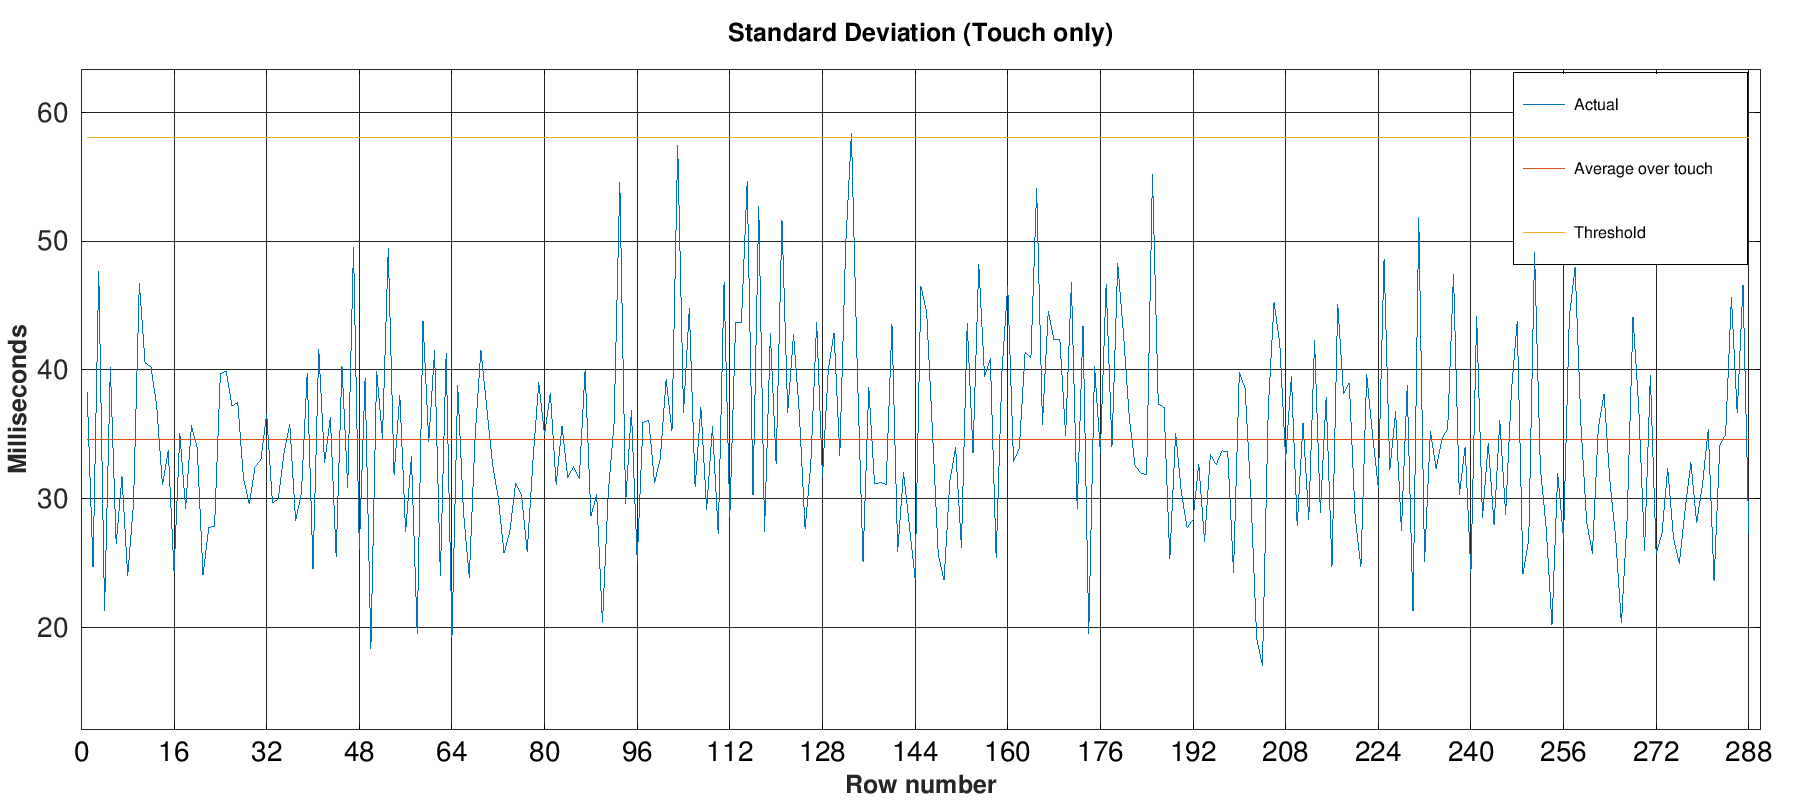 Standard Deviation (Touch only)
Actual
Average over touch
Threshold
60
50
40
30
20
Milliseconds
0 16 32 48 64 80 96 112 128 144 160 176 192 208 224 240 256 272 288
Row number